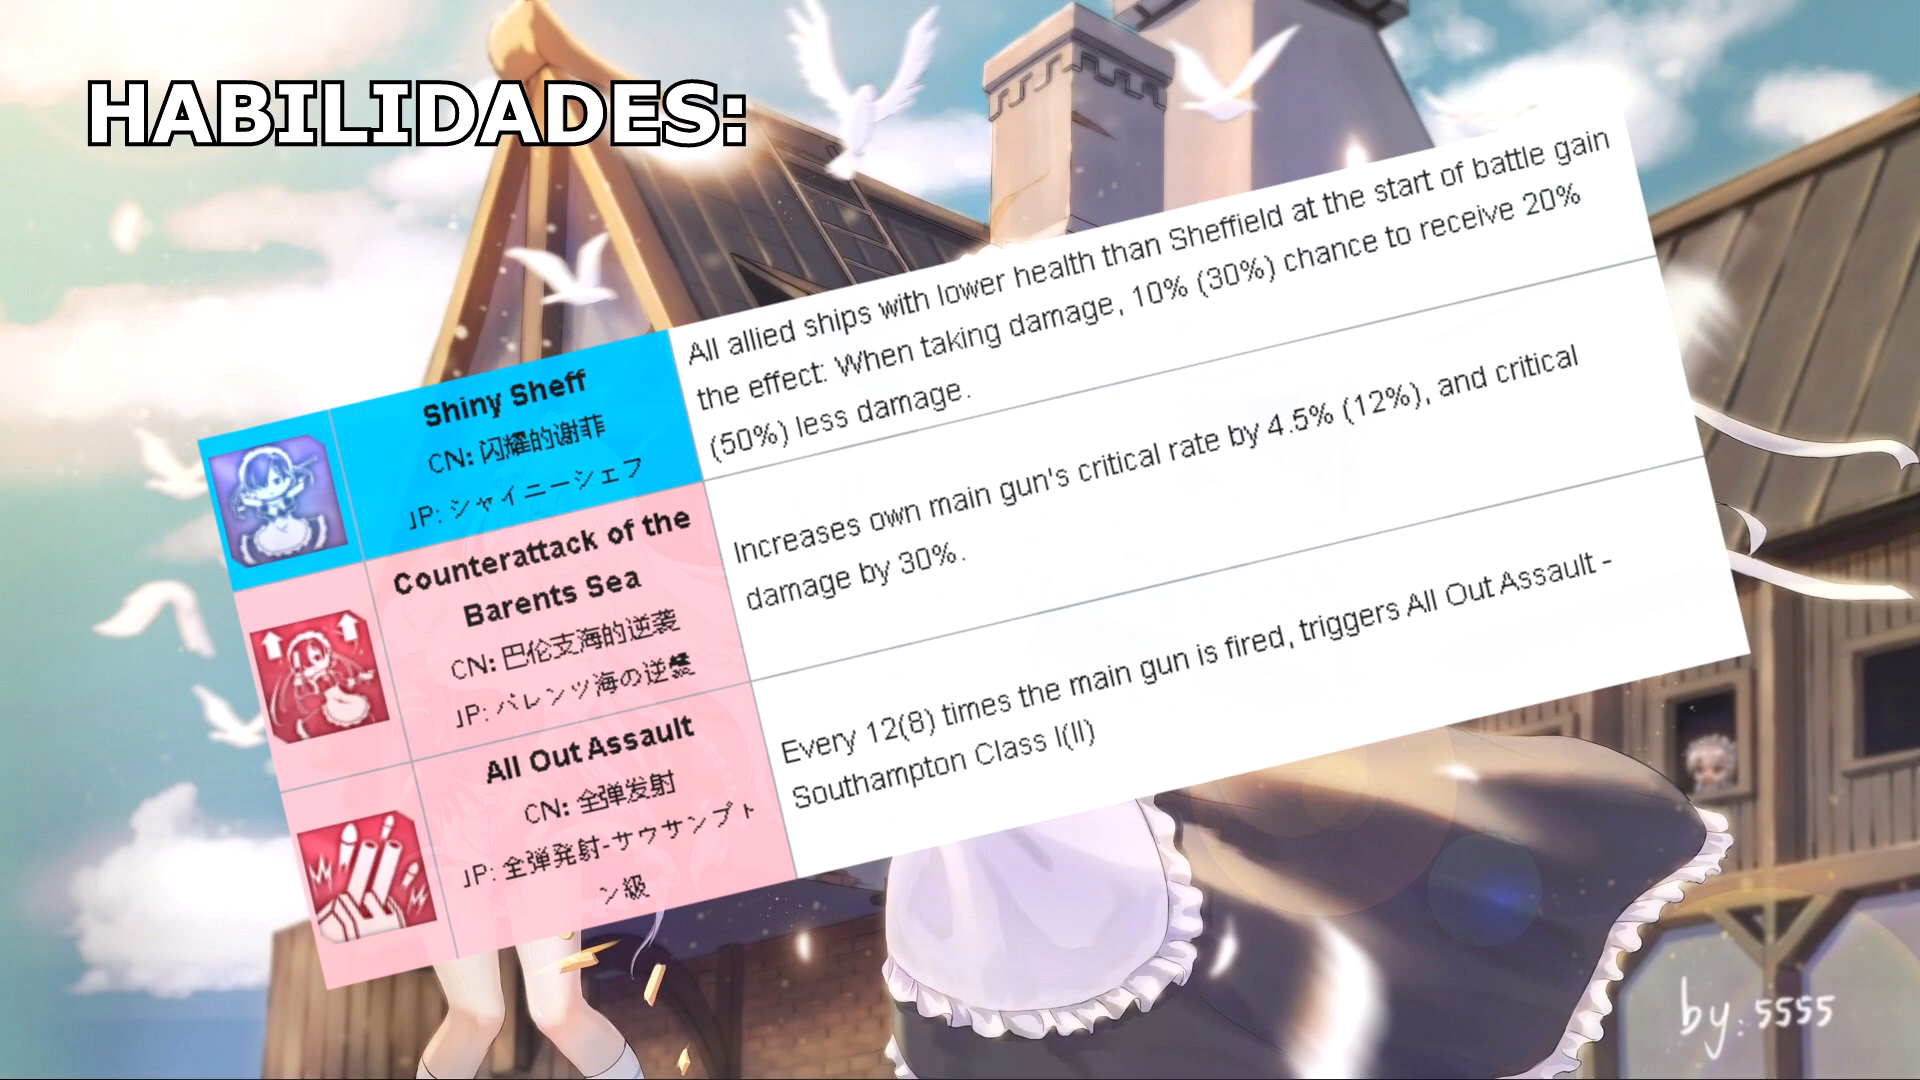 HABILIDADES:
Shiny Sheff
CN: 闪耀的谢菲
JP: シャイニーシェフ
All allied ships with lower health than Sheffield at the start of battle gain
the effect: When taking damage, 10% (30%) chance to receive 20%
(50%) less damage.
Counterattack of the
Barents Sea
CN: 巴伦支海的逆袭
JP: バレンツ海の逆襲
Increases own main gun's critical rate by 4.5% (12%), and critical
damage by 30%.
All Out Assault
CN: 全弹发射
JP: 全弾発射-サウサンプト
ン級
Every 12(8) times the main gun is fired, triggers All Out Assault -
Southampton Class I(II)
by: 5555